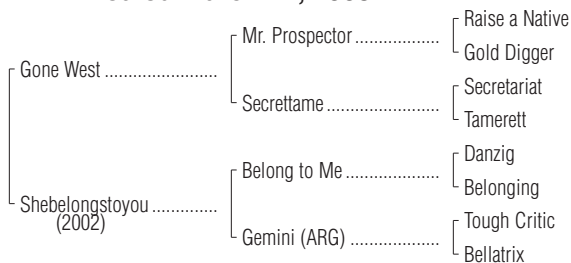 Mr. Prospector
Raise a Native
Gold Digger
Gone West
Secrettame
Secretariat
Tamerett
Belong to Me
Danzig
Belonging
Shebelongstoyou
(2002)
Gemini (ARG)
Tough Critic
Bellatrix